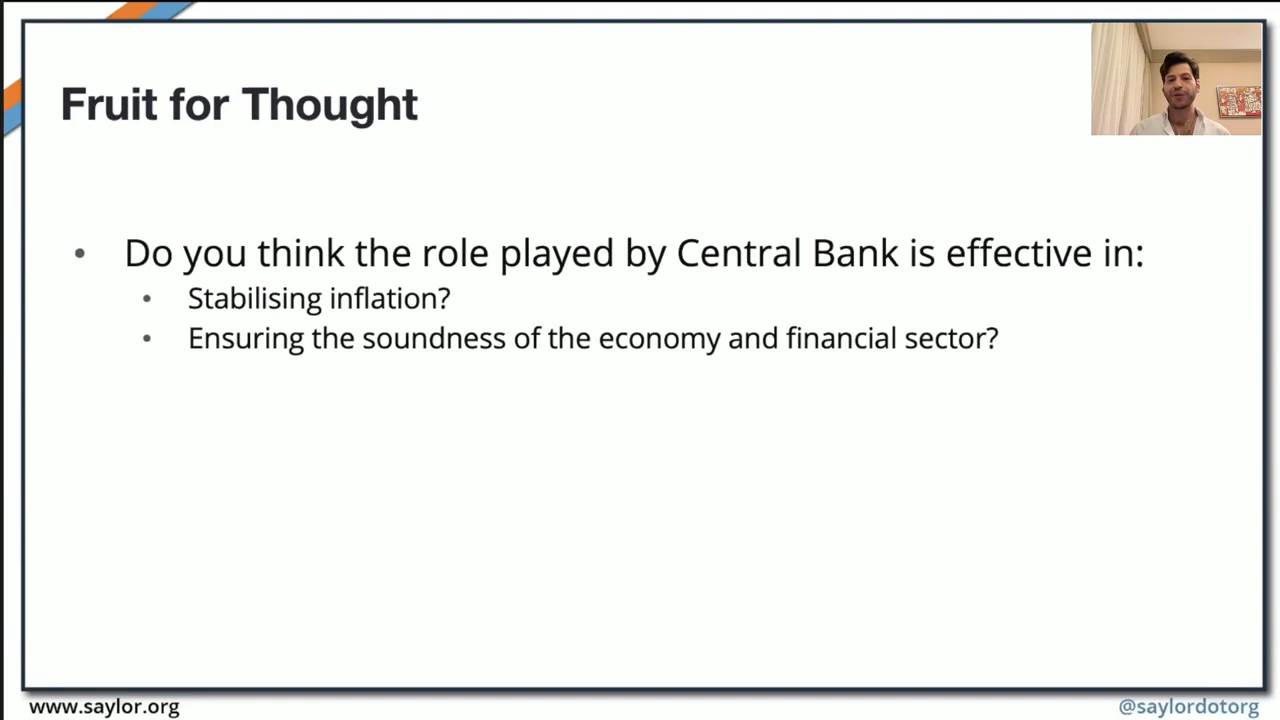 Fruit for Thought
• Do you think the role played by Central Bank is effective in:
• Stabilising inflation?
• Ensuring the soundness of the economy and financial sector?
www.saylor.org
@saylordotorg